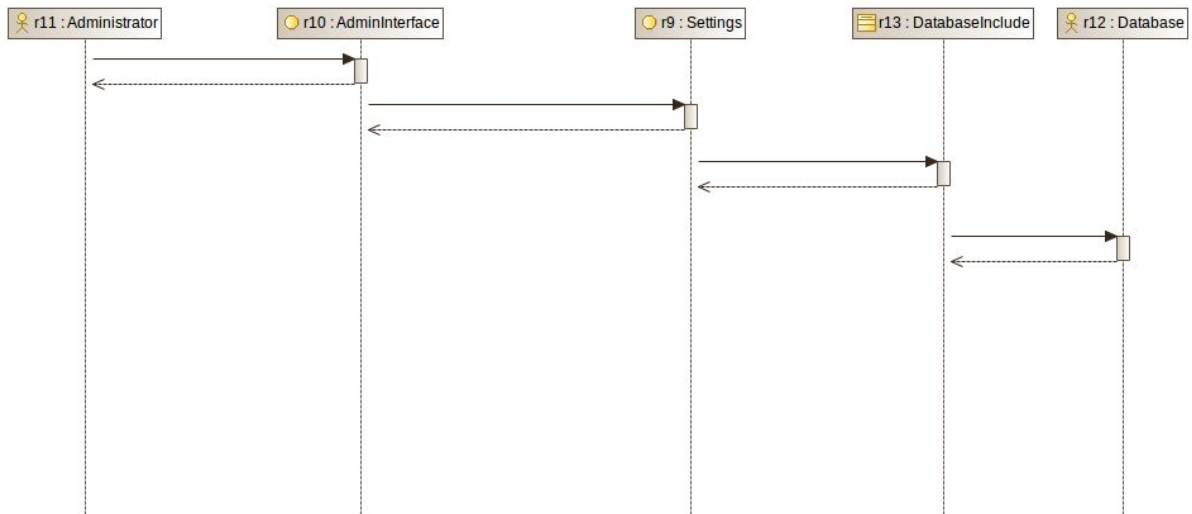 r11 : Administrator
r10 : AdminInterface
r9 : Settings
r13 : DatabaseInclude
r12 : Database